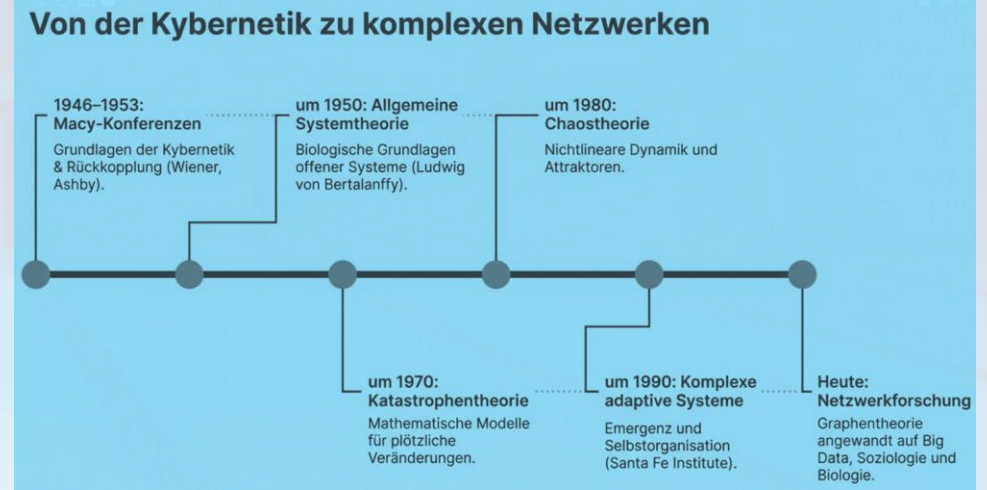 Von der Kybernetik zu komplexen Netzwerken
1946–1953:
Macy-Konferenzen
Grundlagen der Kybernetik
& Rückkopplung (Wiener,
Ashby).
um 1950: Allgemeine
Systemtheorie
Biologische Grundlagen
offener Systeme (Ludwig
von Bertalanffy).
um 1980:
Chaostheorie
Nichtlineare Dynamik und
Attraktoren.
um 1970:
Katastrophentheorie
Mathematische Modelle
für plötzliche
Veränderungen.
um 1990: Komplexe
adaptive Systeme
Emergenz und
Selbstorganisation
(Santa Fe Institute).
Heute:
Netzwerkforschung
Graphentheorie
angewandt auf Big
Data, Soziologie und
Biologie.